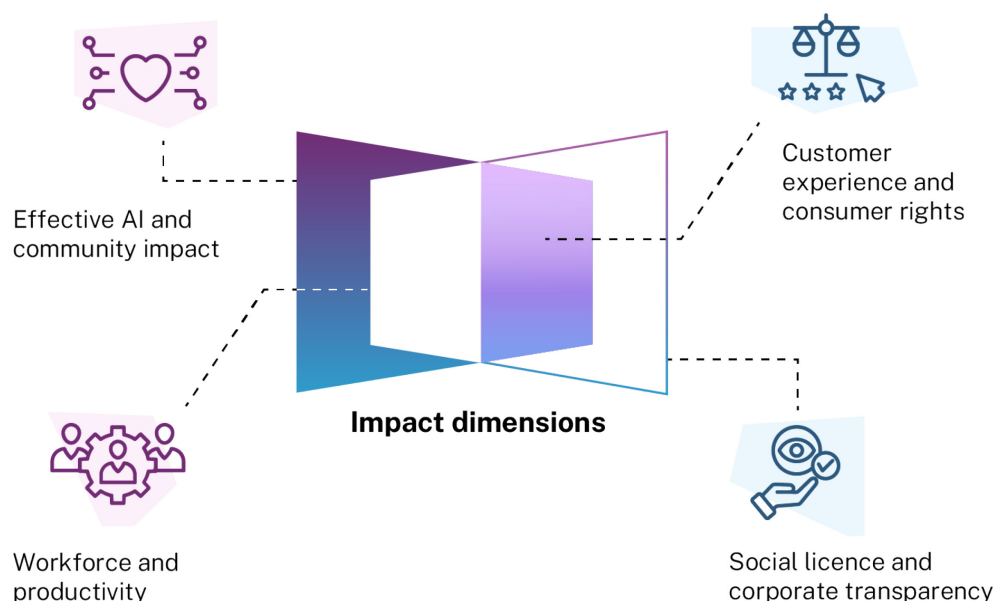 Effective AI and
community impact
Customer
experience and
consumer rights
Impact dimensions
Workforce and
productivity
Social licence and
corporate transparency